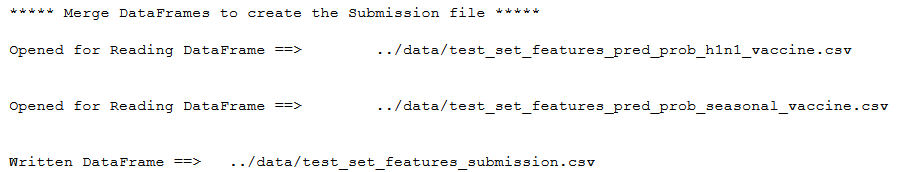 ***** Merge DataFrames to create the Submission file *****
Opened for Reading DataFrame ==> ../data/test_set_features_pred_prob_h1n1_vaccine.csv
Opened for Reading DataFrame ==> ../data/test_set_features_pred_prob_seasonal_vaccine.csv
Written DataFrame ==> ../data/test_set_features_submission.csv